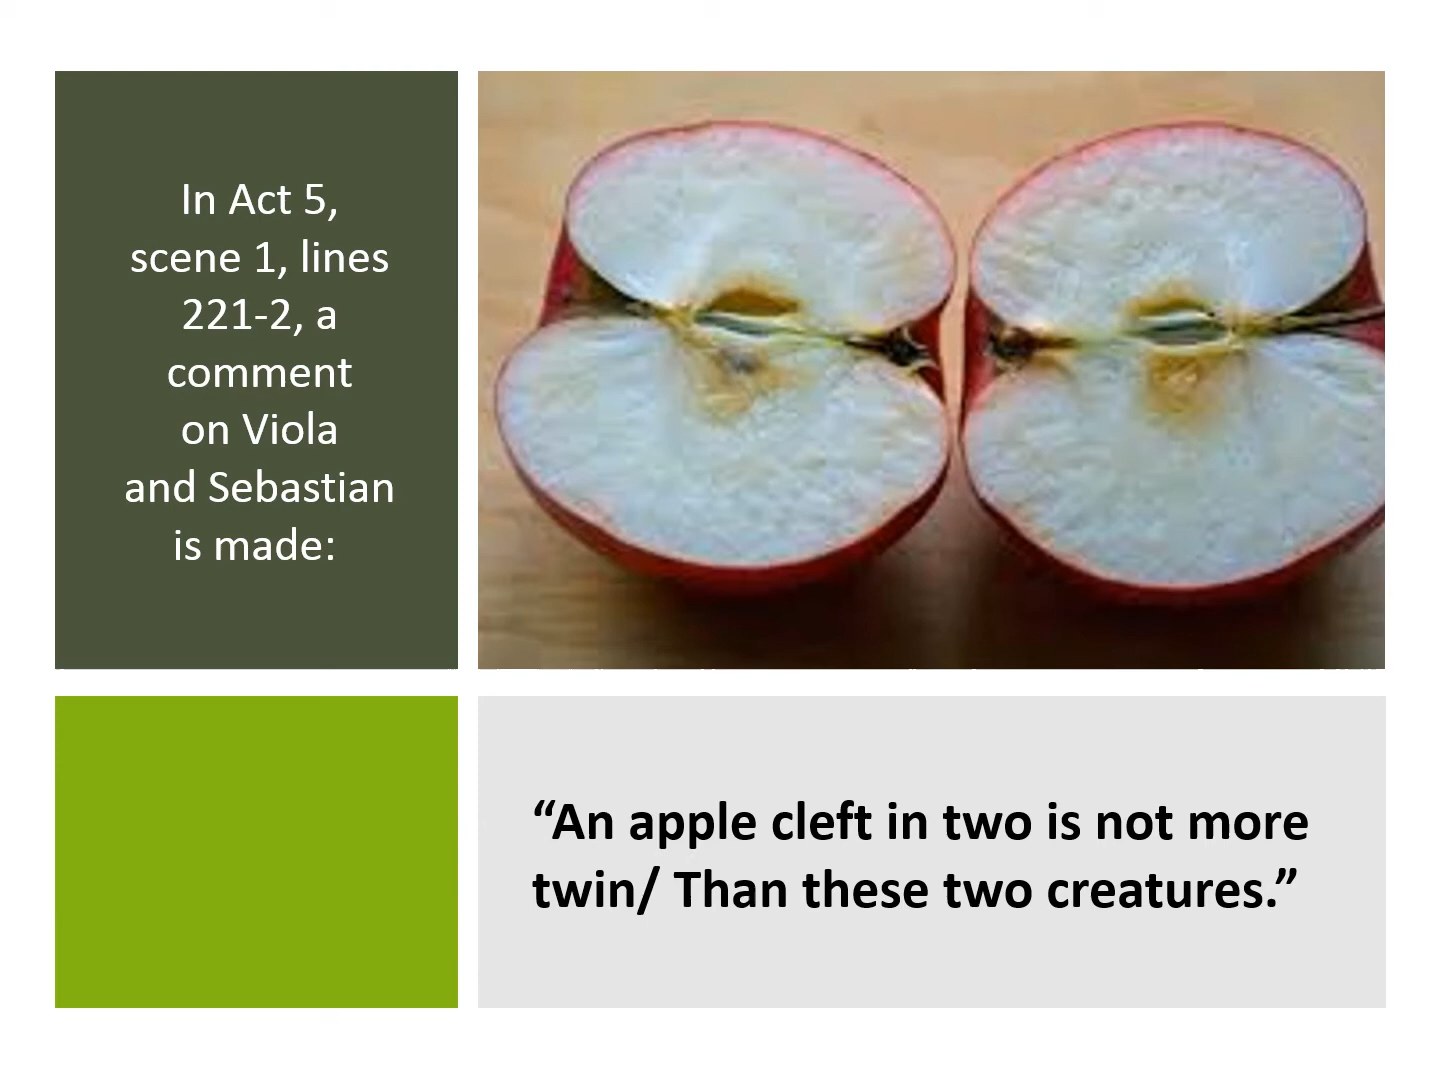 In Act 5,
scene 1, lines
221-2, a
comment
on Viola
and Sebastian
is made:
“An apple cleft in two is not more
twin/ Than these two creatures.”